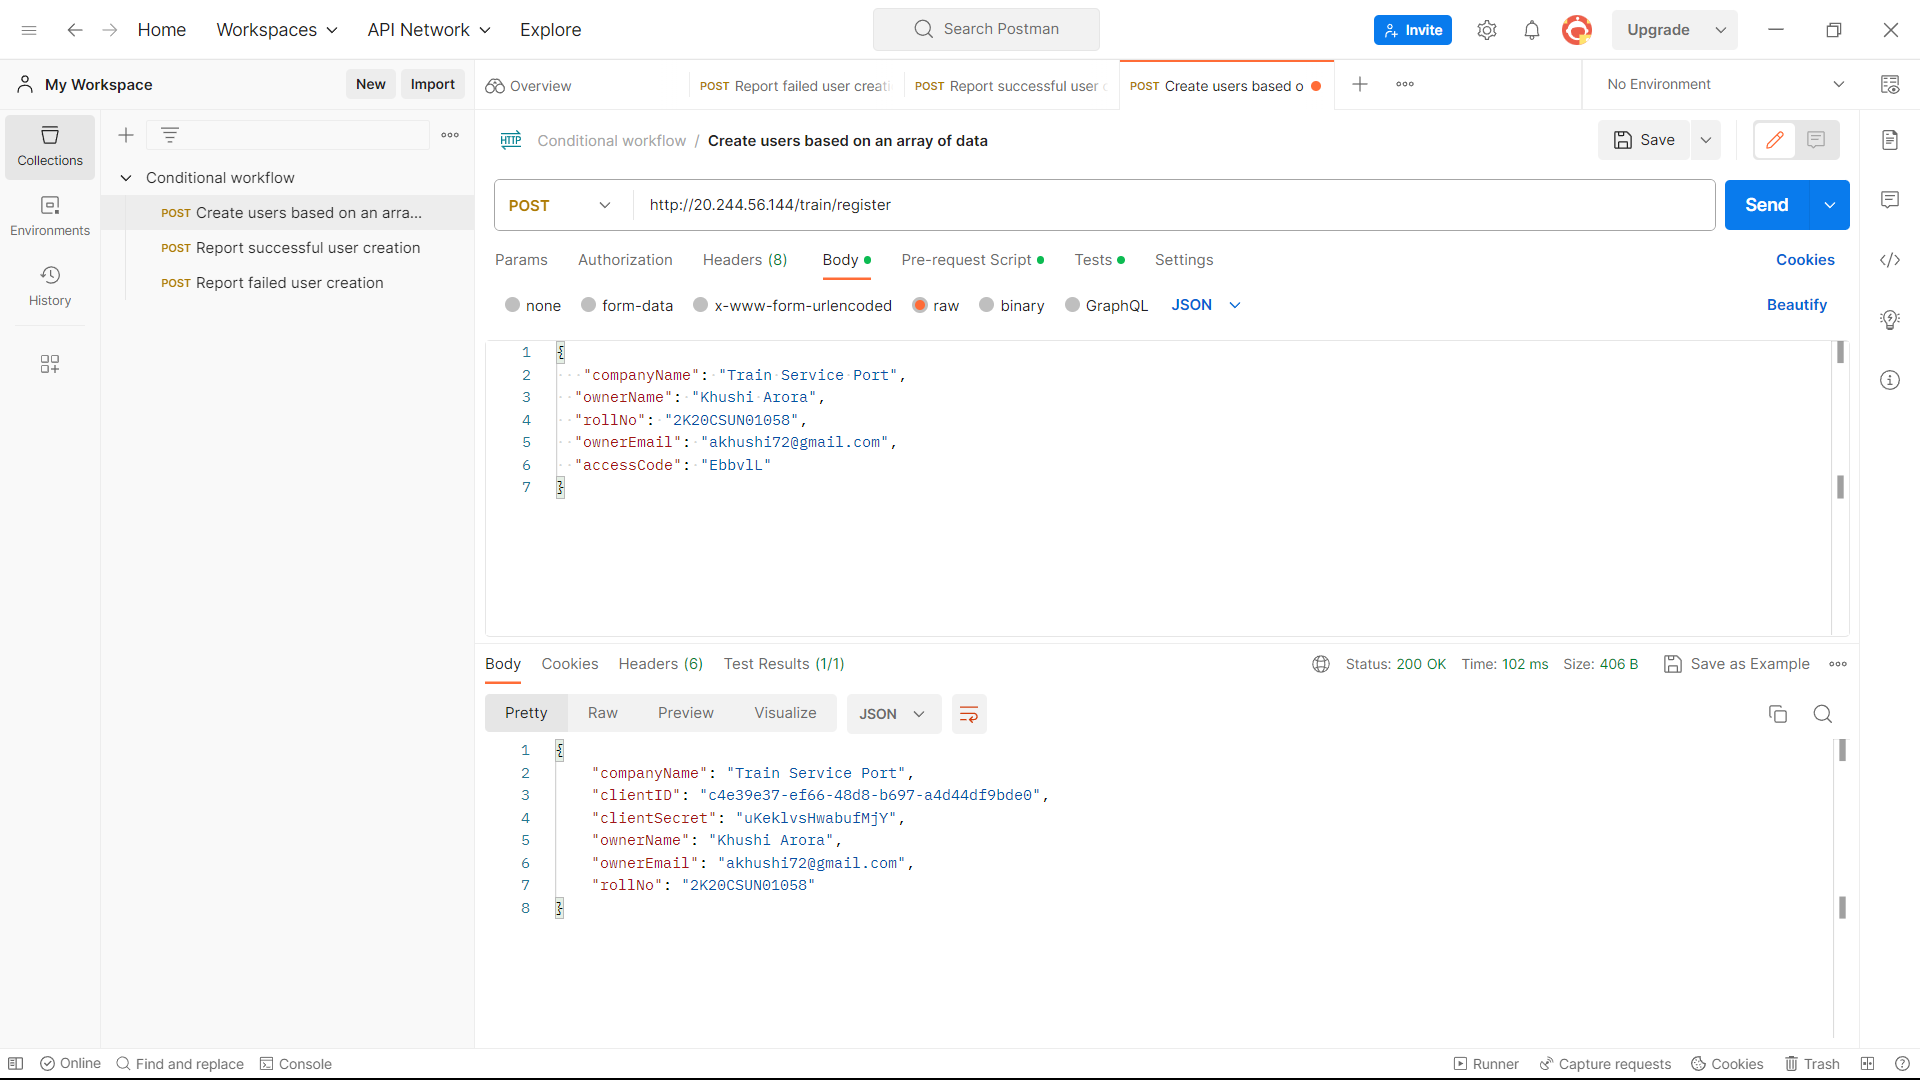 Home Workspaces API Network Explore Search Postman Invite Upgrade
My Workspace New Import Overview POST Report failed user creati POST Report successful user POST Create users based o No Environment
Collections
Environments
History
Conditional workflow
POST Create users based on an arra...
POST Report successful user creation
POST Report failed user creation
HTTP Conditional workflow / Create users based on an array of data Save
POST http://20.244.56.144/train/register Send
Params Authorization Headers (8) Body Pre-request Script Tests Settings Cookies
none form-data x-www-form-urlencoded raw binary GraphQL JSON Beautify
1 {
2 "companyName": "Train Service Port",
3 "ownerName": "Khushi Arora",
4 "rollNo": "2K20CSUN01058",
5 "ownerEmail": "akhushi72@gmail.com",
6 "accessCode": "EbbvlL"
7 }
Body Cookies Headers (6) Test Results (1/1) Status: 200 OK Time: 102 ms Size: 406 B Save as Example
Pretty Raw Preview Visualize JSON
1 {
2 "companyName": "Train Service Port",
3 "clientID": "c4e39e37-ef66-48d8-b697-a4d44df9bde0",
4 "clientSecret": "uKeklvsHwabufMjY",
5 "ownerName": "Khushi Arora",
6 "ownerEmail": "akhushi72@gmail.com",
7 "rollNo": "2K20CSUN01058"
8 }
Online Find and replace Console Runner Capture requests Cookies Trash